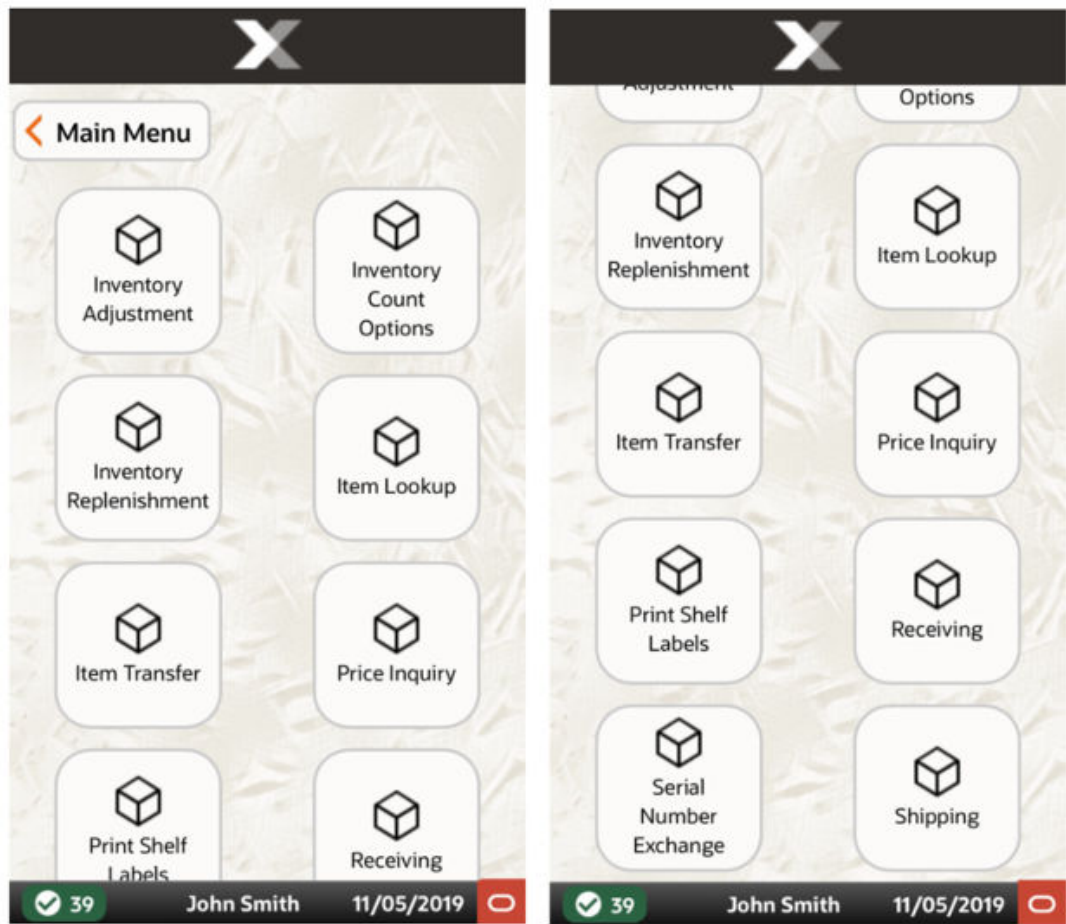 Main Menu
Inventory
Adjustment
Inventory
Count
Options
Inventory
Replenishment
Item Lookup
Item Transfer
Price Inquiry
Print Shelf
Labels
Receiving
39
John Smith
11/05/2019
Adjustment
Options
Inventory
Replenishment
Item Lookup
Item Transfer
Price Inquiry
Print Shelf
Labels
Receiving
Serial
Number
Exchange
Shipping
39
John Smith
11/05/2019